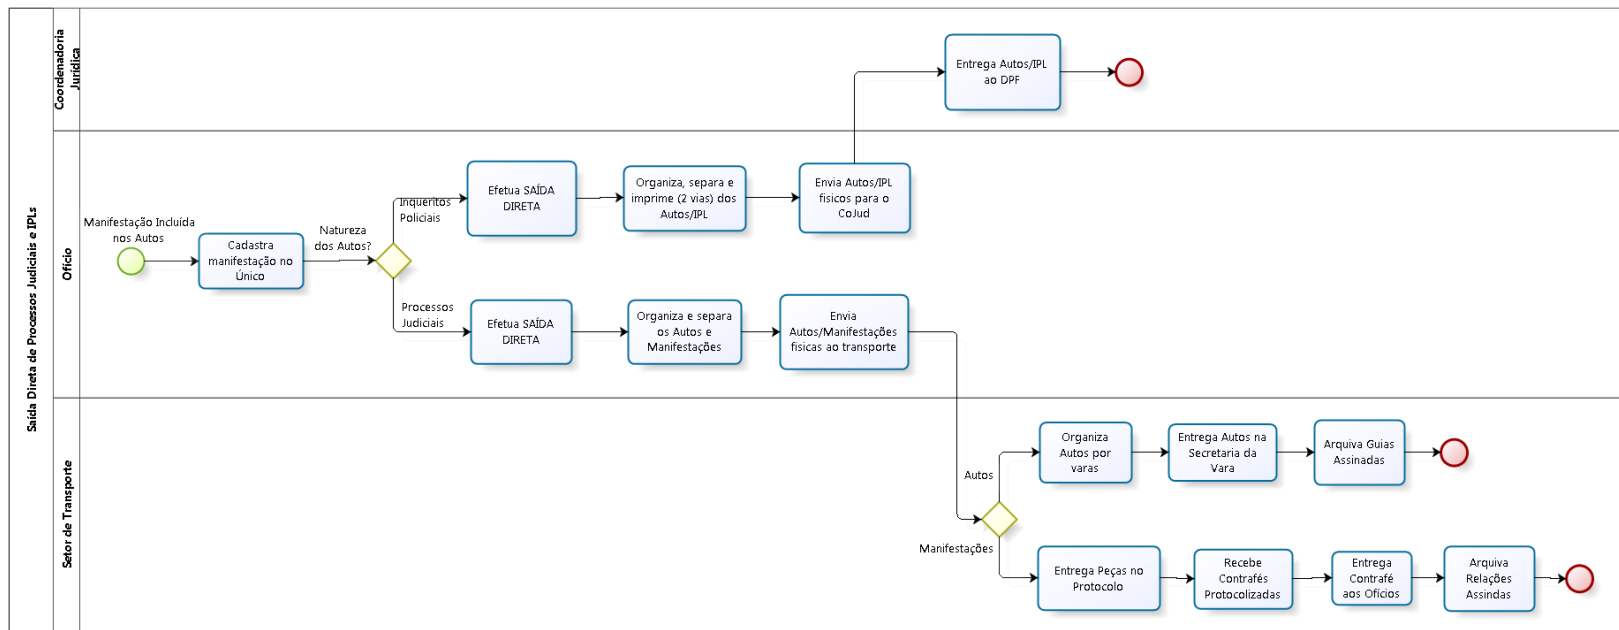 Saída Direta de Processos Judiciais e IPLs
Coordenadoria
Jurídica
Entrega Autos/IPL
ao DPF
Ofício
Manifestação Incluída
nos Autos
Cadastra
manifestação no
Único
Natureza
dos Autos?
Inquéritos
Policiais
Efetua SAÍDA
DIRETA
Organiza, separa e
imprime (2 vias) dos
Autos/IPL
Envia Autos/IPL
fisicos para o
CoJud
Processos
Judiciais
Efetua SAÍDA
DIRETA
Organiza e separa
os Autos e
Manifestações
Envia
Autos/Manifestações
fisicas ao transporte
Setor de Transporte
Autos
Organiza
Autos por
varas
Entrega Autos na
Secretaria da
Vara
Arquiva Guias
Assinadas
Manifestações
Entrega Peças no
Protocolo
Recebe
Contrafés
Protocolizadas
Entrega
Contrafé
aos Ofícios
Arquiva
Relações
Assindas